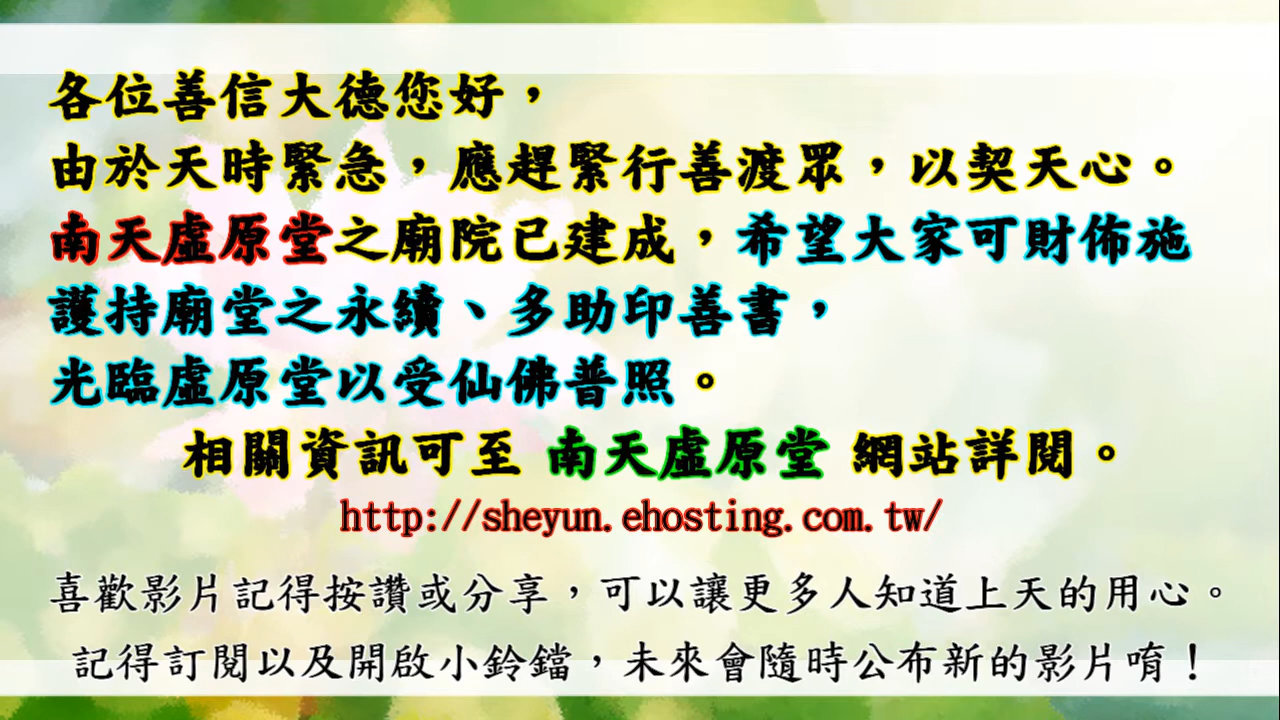 各位善信大德您好，
由於天時緊急，應趕緊行善渡眾，以契天心。
南天虛原堂之廟院已建成，希望大家可財佈施
護持廟堂之永續、多助印善書，
光臨虛原堂以受仙佛普照。
相關資訊可至 南天虛原堂 網站詳閱。
http://sheyun.ehosting.com.tw/
喜歡影片記得按讚或分享，可以讓更多人知道上天的用心。
記得訂閱以及開啟小鈴鐺，未來會隨時公布新的影片唷！